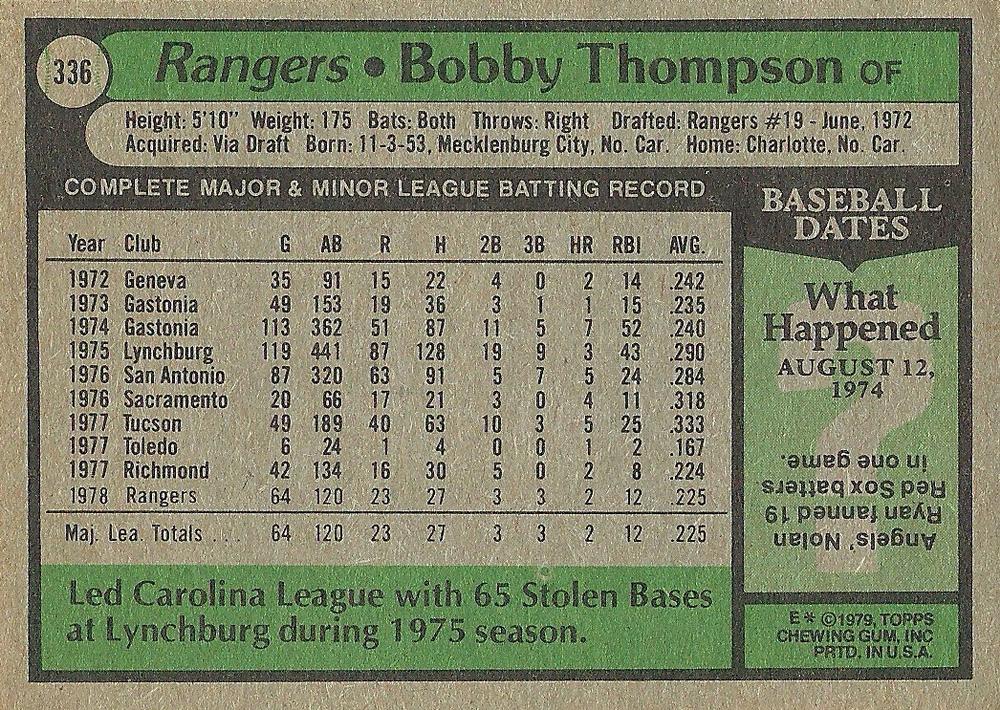 336
Rangers • Bobby Thompson OF
Height: 5'10" Weight: 175 Bats: Both Throws: Right Drafted: Rangers #19 - June, 1972
Acquired: Via Draft Born: 11-3-53, Mecklenburg City, No. Car. Home: Charlotte, No. Car.
COMPLETE MAJOR & MINOR LEAGUE BATTING RECORD
Year Club G AB R H 2B 3B HR RBI AVG.
1972 Geneva 35 91 15 22 4 0 2 14 .242
1973 Gastonia 49 153 19 36 3 1 1 15 .235
1974 Gastonia 113 362 51 87 11 5 7 52 .240
1975 Lynchburg 119 441 87 128 19 9 3 43 .290
1976 San Antonio 87 320 63 91 5 7 5 24 .284
1976 Sacramento 20 66 17 21 3 0 4 11 .318
1977 Tucson 49 189 40 63 10 3 5 25 .333
1977 Toledo 6 24 1 4 0 0 1 2 .167
1977 Richmond 42 134 16 30 5 0 2 8 .224
1978 Rangers 64 120 23 27 3 3 2 12 .225
Maj. Lea. Totals ... 64 120 23 27 3 3 2 12 .225
Led Carolina League with 65 Stolen Bases
at Lynchburg during 1975 season.
BASEBALL
DATES
What
Happened
AUGUST 12,
1974
?
Angels' Nolan
Ryan fanned 19
Red Sox batters
in one game.
E* ©1979, TOPPS
CHEWING GUM, INC
PRTD. IN U.S.A.